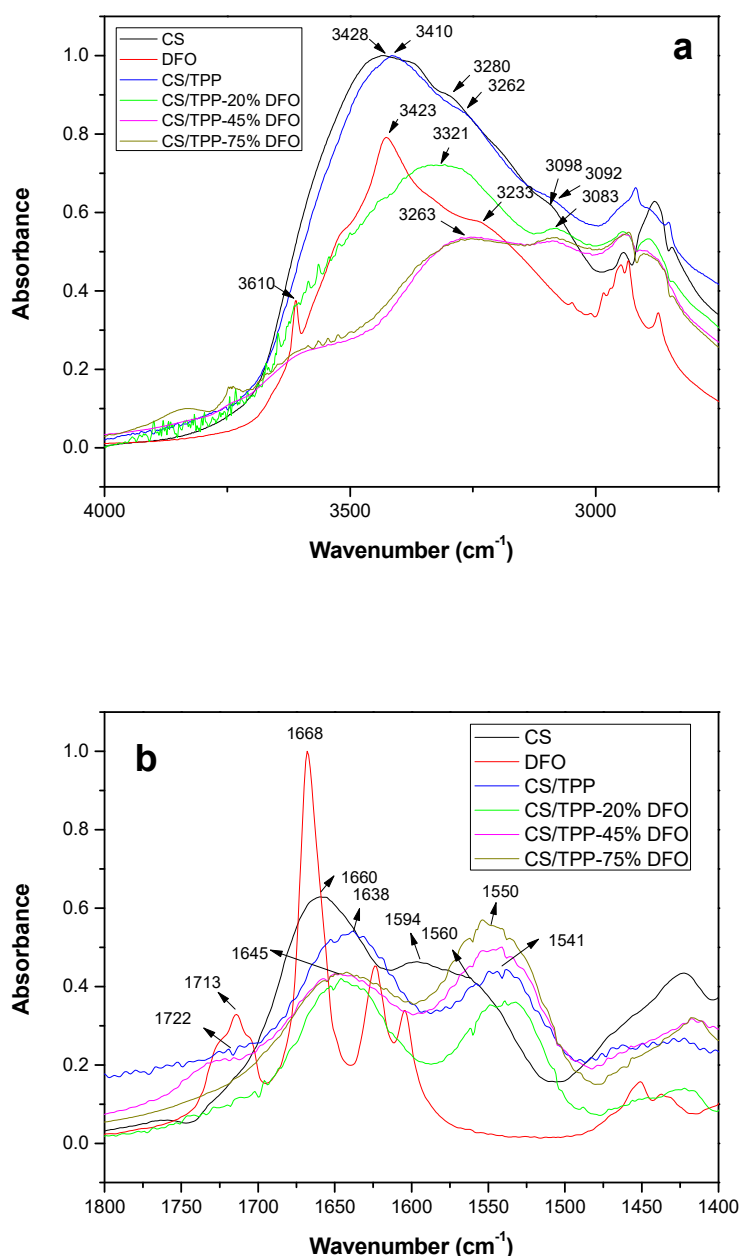 3428 3410
a
CS
DFO
CS/TPP
CS/TPP-20% DFO
CS/TPP-45% DFO
CS/TPP-75% DFO
3280
3262
3423
3321
3098
3092
3233
3083
3263
3610
1.0
0.8
0.6
0.4
0.2
0.0
Absorbance
4000 3500 3000
Wavenumber (cm-1)
1668
b
CS
DFO
CS/TPP
CS/TPP-20% DFO
CS/TPP-45% DFO
CS/TPP-75% DFO
1660
1638
1594
1560
1550
1541
1645
1713
1722
1.0
0.8
0.6
0.4
0.2
0.0
Absorbance
1800 1750 1700 1650 1600 1550 1500 1450 1400
Wavenumber (cm-1)